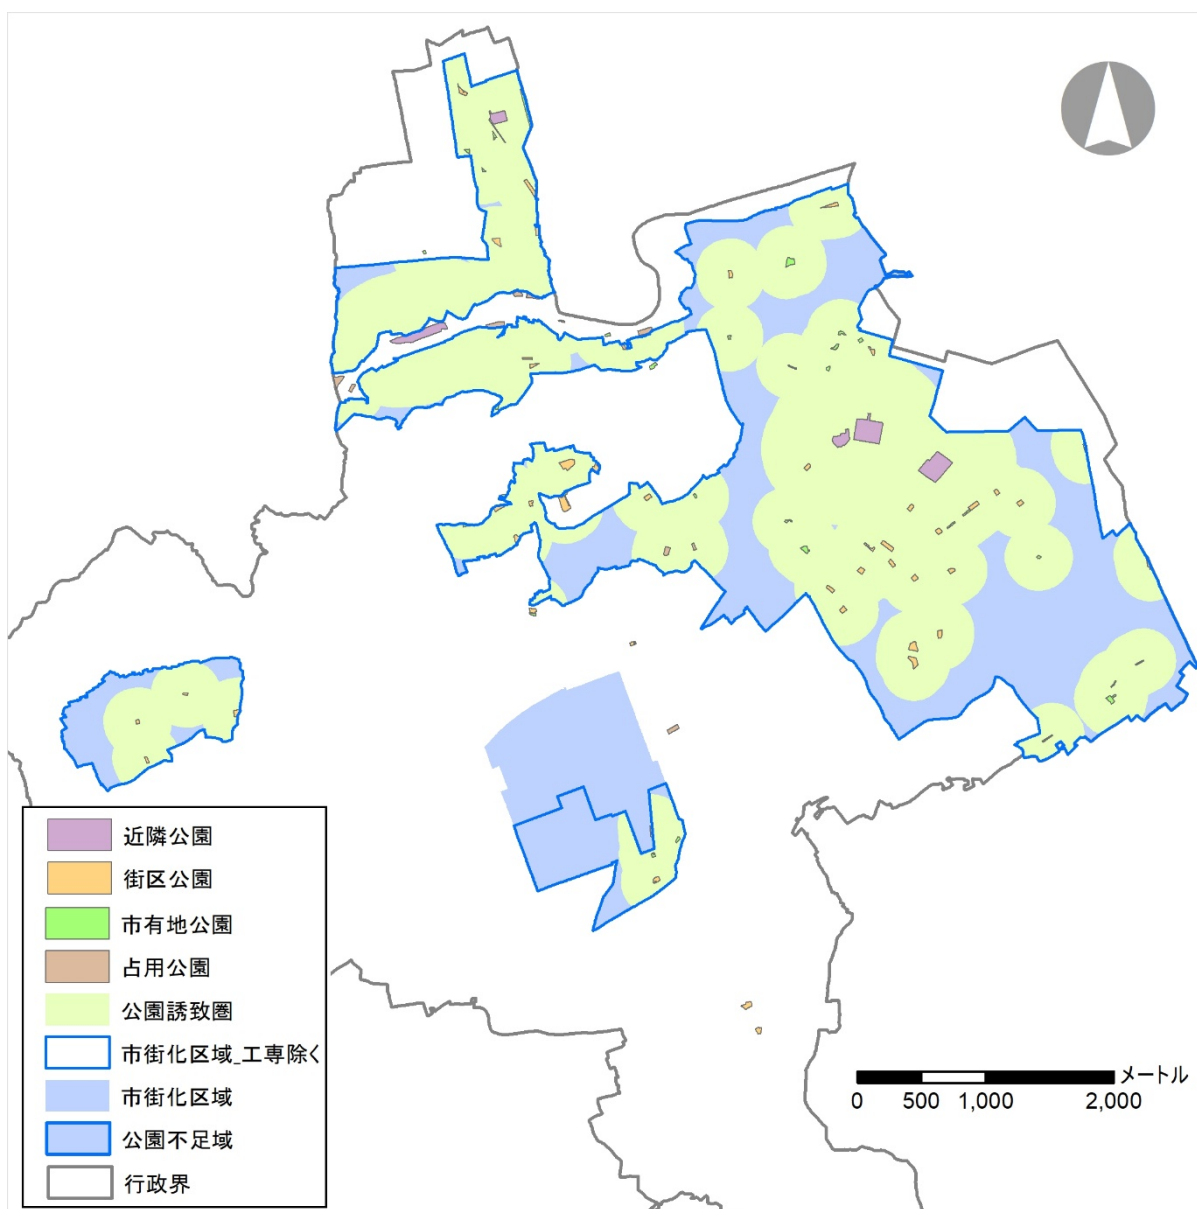 近隣公園
街区公園
市有地公園
占用公園
公園誘致圏
市街化区域_工専除く
市街化区域
公園不足域
行政界
メートル
0 500 1,000 2,000